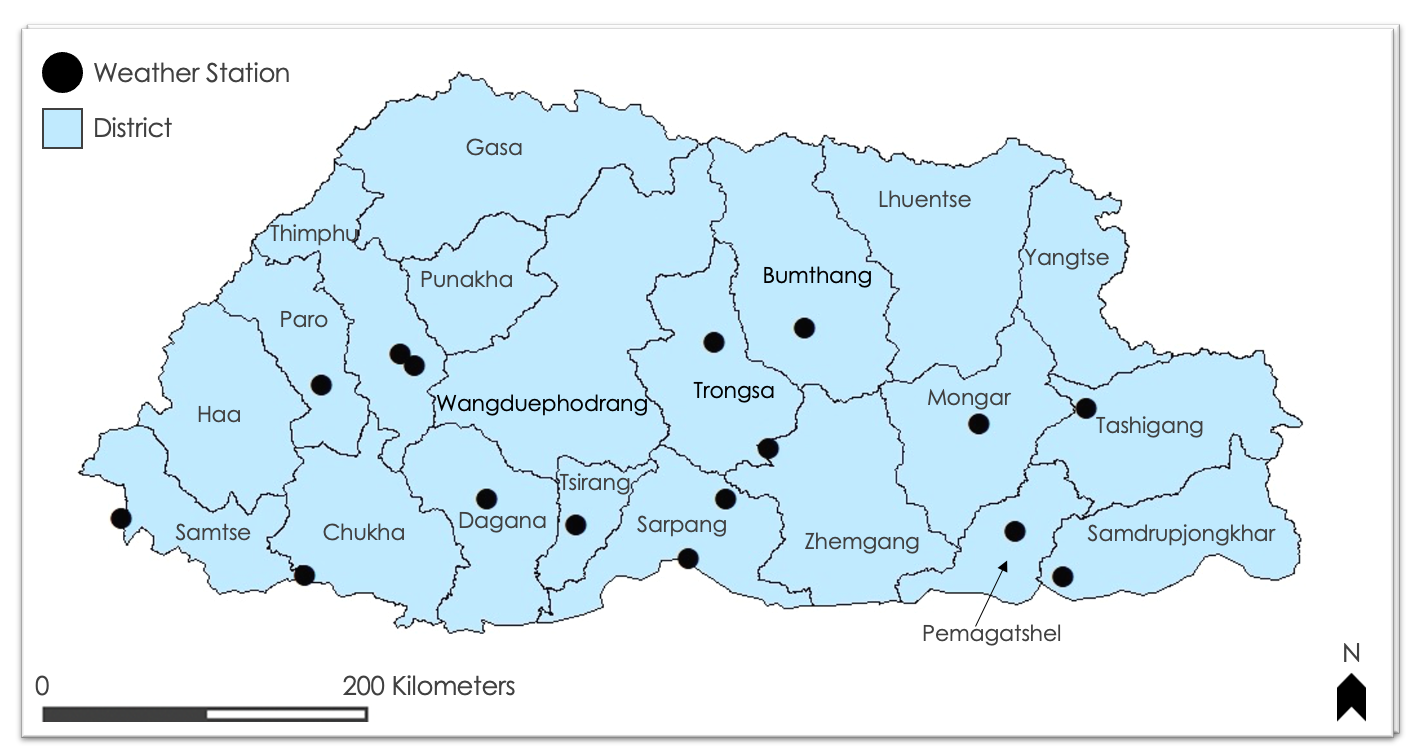 Weather Station
District
Gasa
Lhuentse
Thimphu
Yangtse
Punakha
Bumthang
Paro
Trongsa
Mongar
Wangduephodrang
Haa
Tashigang
Tsirang
Dagana
Sarpang
Samtse
Chukha
Zhemgang
Samdrupjongkhar
Pemagatshel
N
0 200 Kilometers